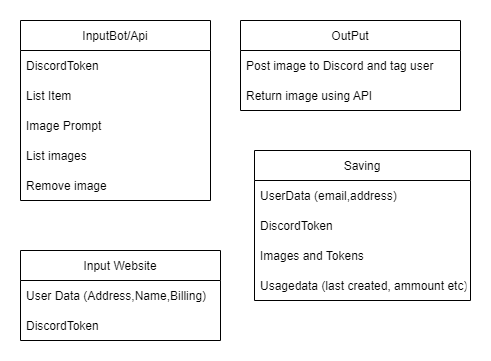 InputBot/Api
DiscordToken
List Item
Image Prompt
List images
Remove image
OutPut
Post image to Discord and tag user
Return image using API
Saving
UserData (email,address)
DiscordToken
Images and Tokens
Usagedata (last created, ammount etc)
Input Website
User Data (Address,Name,Billing)
DiscordToken